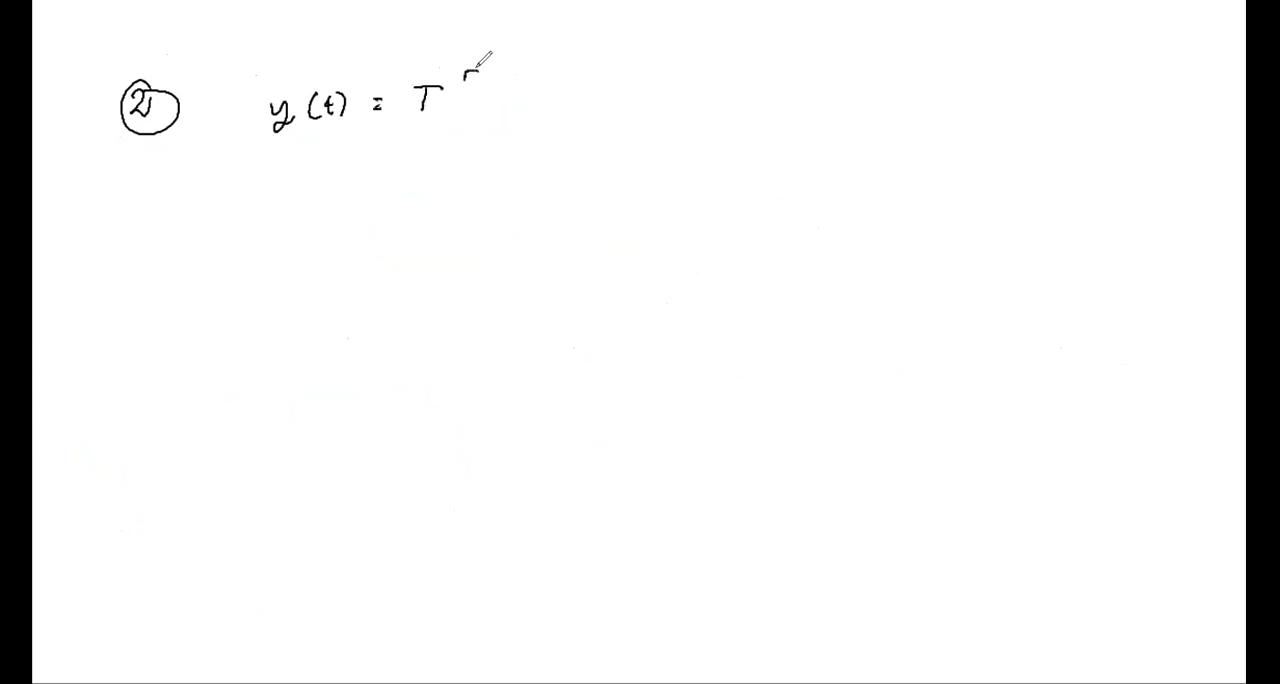 ② y(t) = T